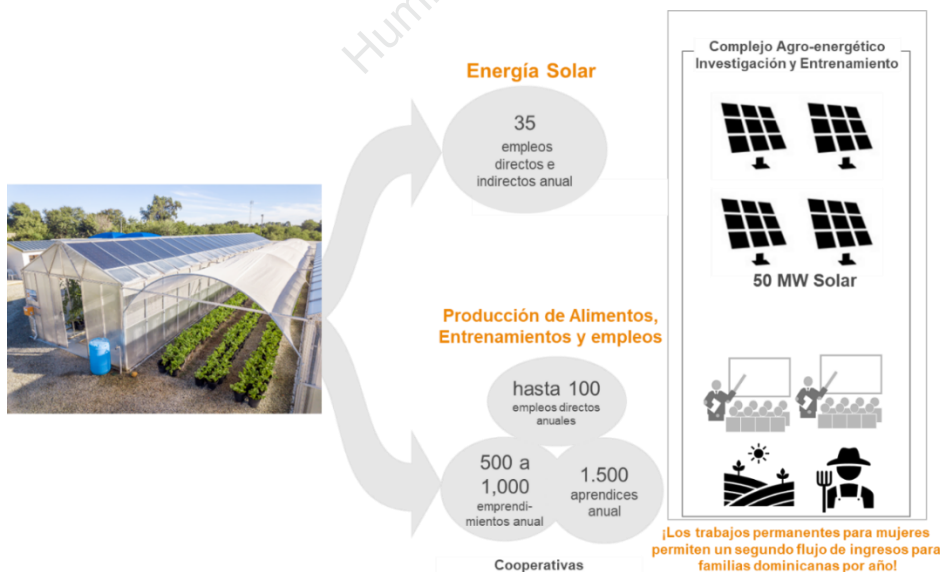 Energía Solar
35
empleos
directos e
indirectos anual
Producción de Alimentos,
Entrenamientos y empleos
hasta 100
empleos directos
anuales
500 a
1,000
emprendi-
mientos anual
1.500
aprendices
anual
Cooperativas
Complejo Agro-energético
Investigación y Entrenamiento
50 MW Solar
¡Los trabajos permanentes para mujeres
permiten un segundo flujo de ingresos para
familias dominicanas por año!